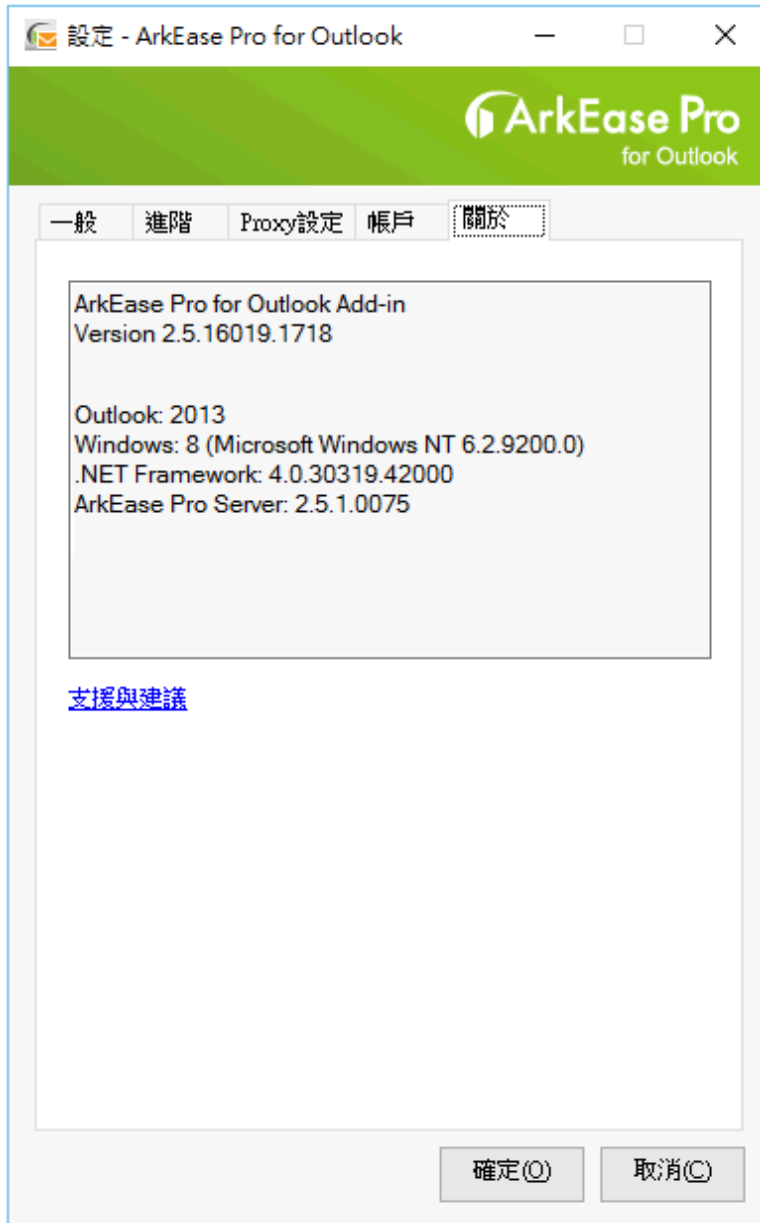 設定 - ArkEase Pro for Outlook
ArkEase Pro
for Outlook
一般 進階 Proxy設定 帳戶 關於
ArkEase Pro for Outlook Add-in
Version 2.5.16019.1718
Outlook: 2013
Windows: 8 (Microsoft Windows NT 6.2.9200.0)
.NET Framework: 4.0.30319.42000
ArkEase Pro Server: 2.5.1.0075
支援與建議
確定(O) 取消(C)